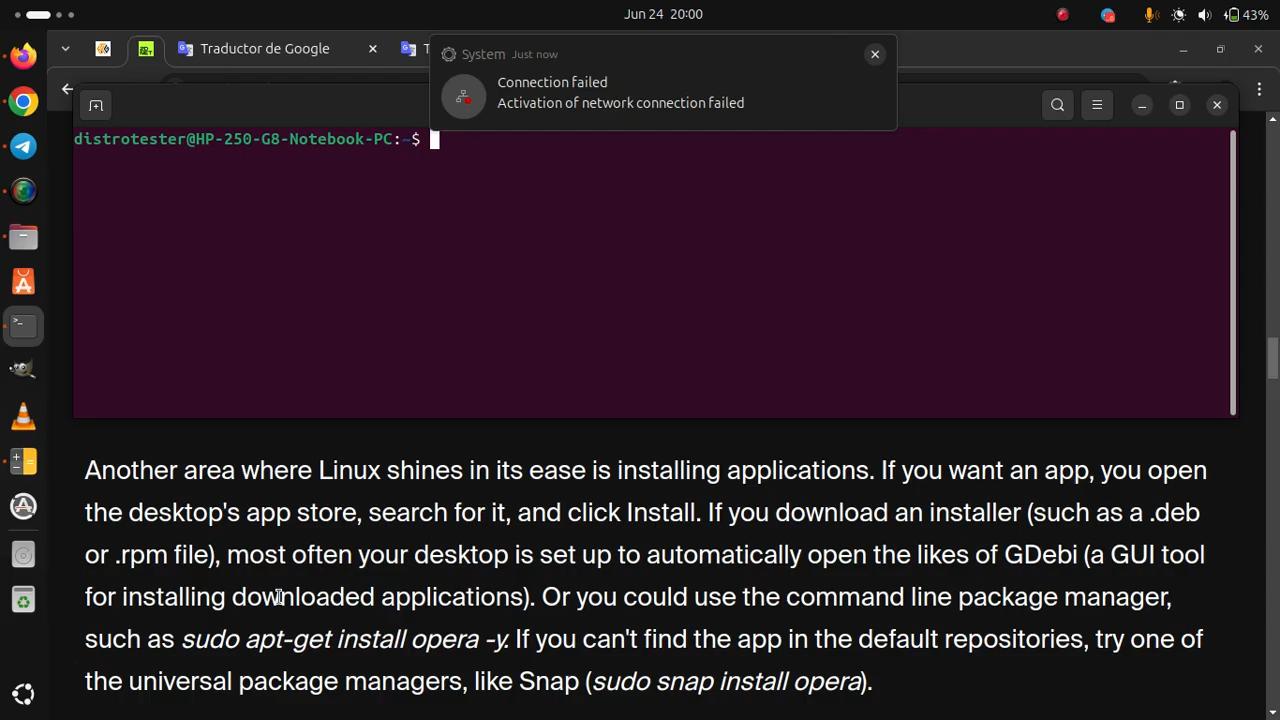 Jun 24 20:00
43%
Traductor de Google
T
System Just now
Connection failed
Activation of network connection failed
distrotester@HP-250-G8-Notebook-PC:~$
Another area where Linux shines in its ease is installing applications. If you want an app, you open
the desktop's app store, search for it, and click Install. If you download an installer (such as a .deb
or .rpm file), most often your desktop is set up to automatically open the likes of GDebi (a GUI tool
for installing downloaded applications). Or you could use the command line package manager,
such as sudo apt-get install opera -y. If you can't find the app in the default repositories, try one of
the universal package managers, like Snap (sudo snap install opera).